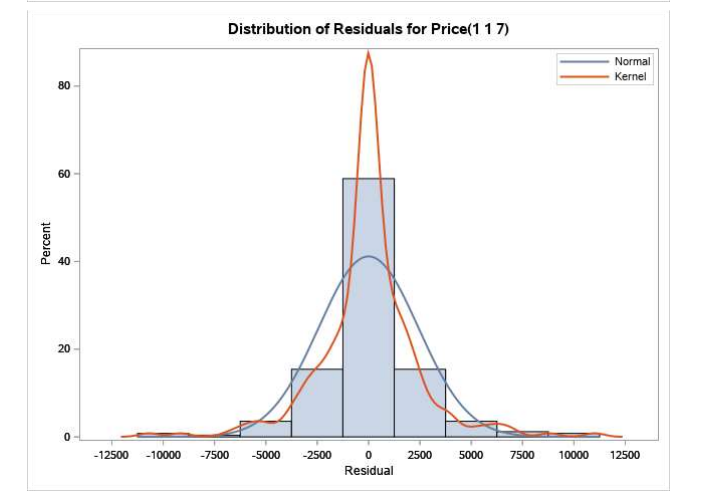 Distribution of Residuals for Price(1 1 7)
Normal
Kernel
80
60
40
20
0
Percent
-12500 -10000 -7500 -5000 -2500 0 2500 5000 7500 10000 12500
Residual